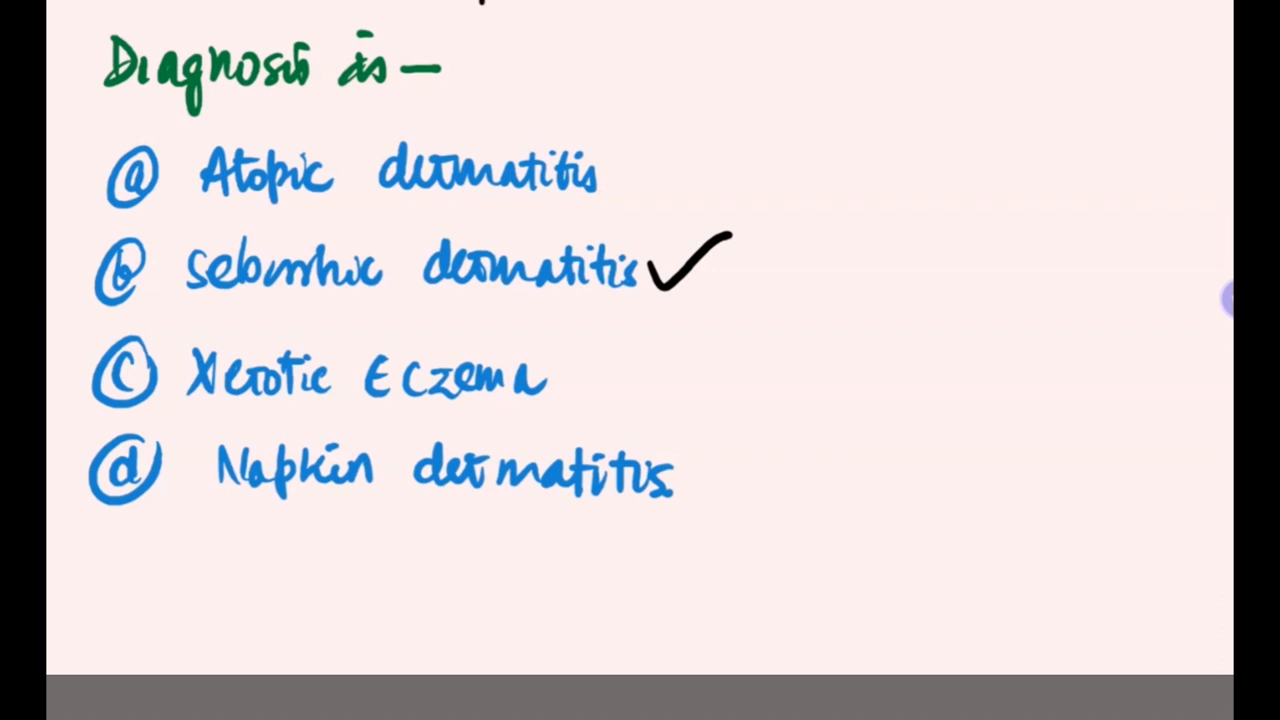 Diagnosis is –
ⓐ Atopic dermatitis
ⓑ Seborrhic dermatitis ✓
ⓒ Xerotic Eczema
ⓓ Napkin dermatitis